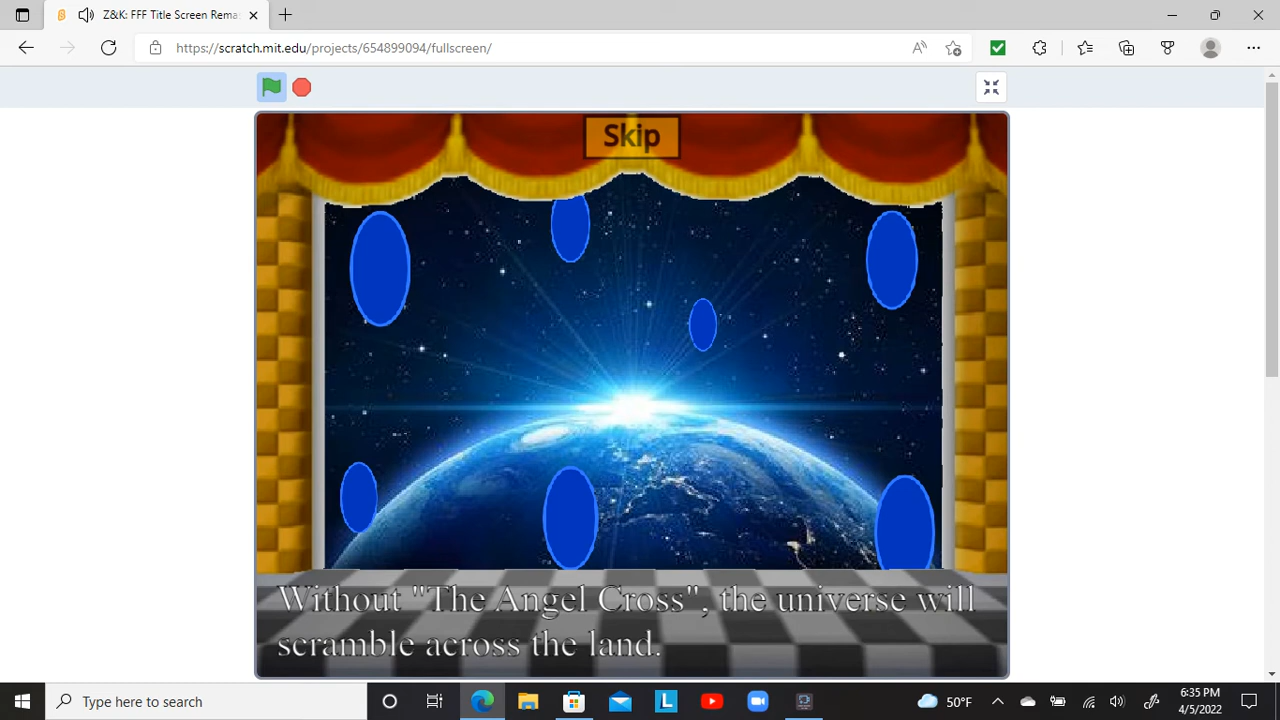 Z&K: FFF Title Screen Rema
https://scratch.mit.edu/projects/654899094/fullscreen/
Skip
Without "The Angel Cross", the universe will
scramble across the land.
Type here to search
L
50°F
6:35 PM
4/5/2022